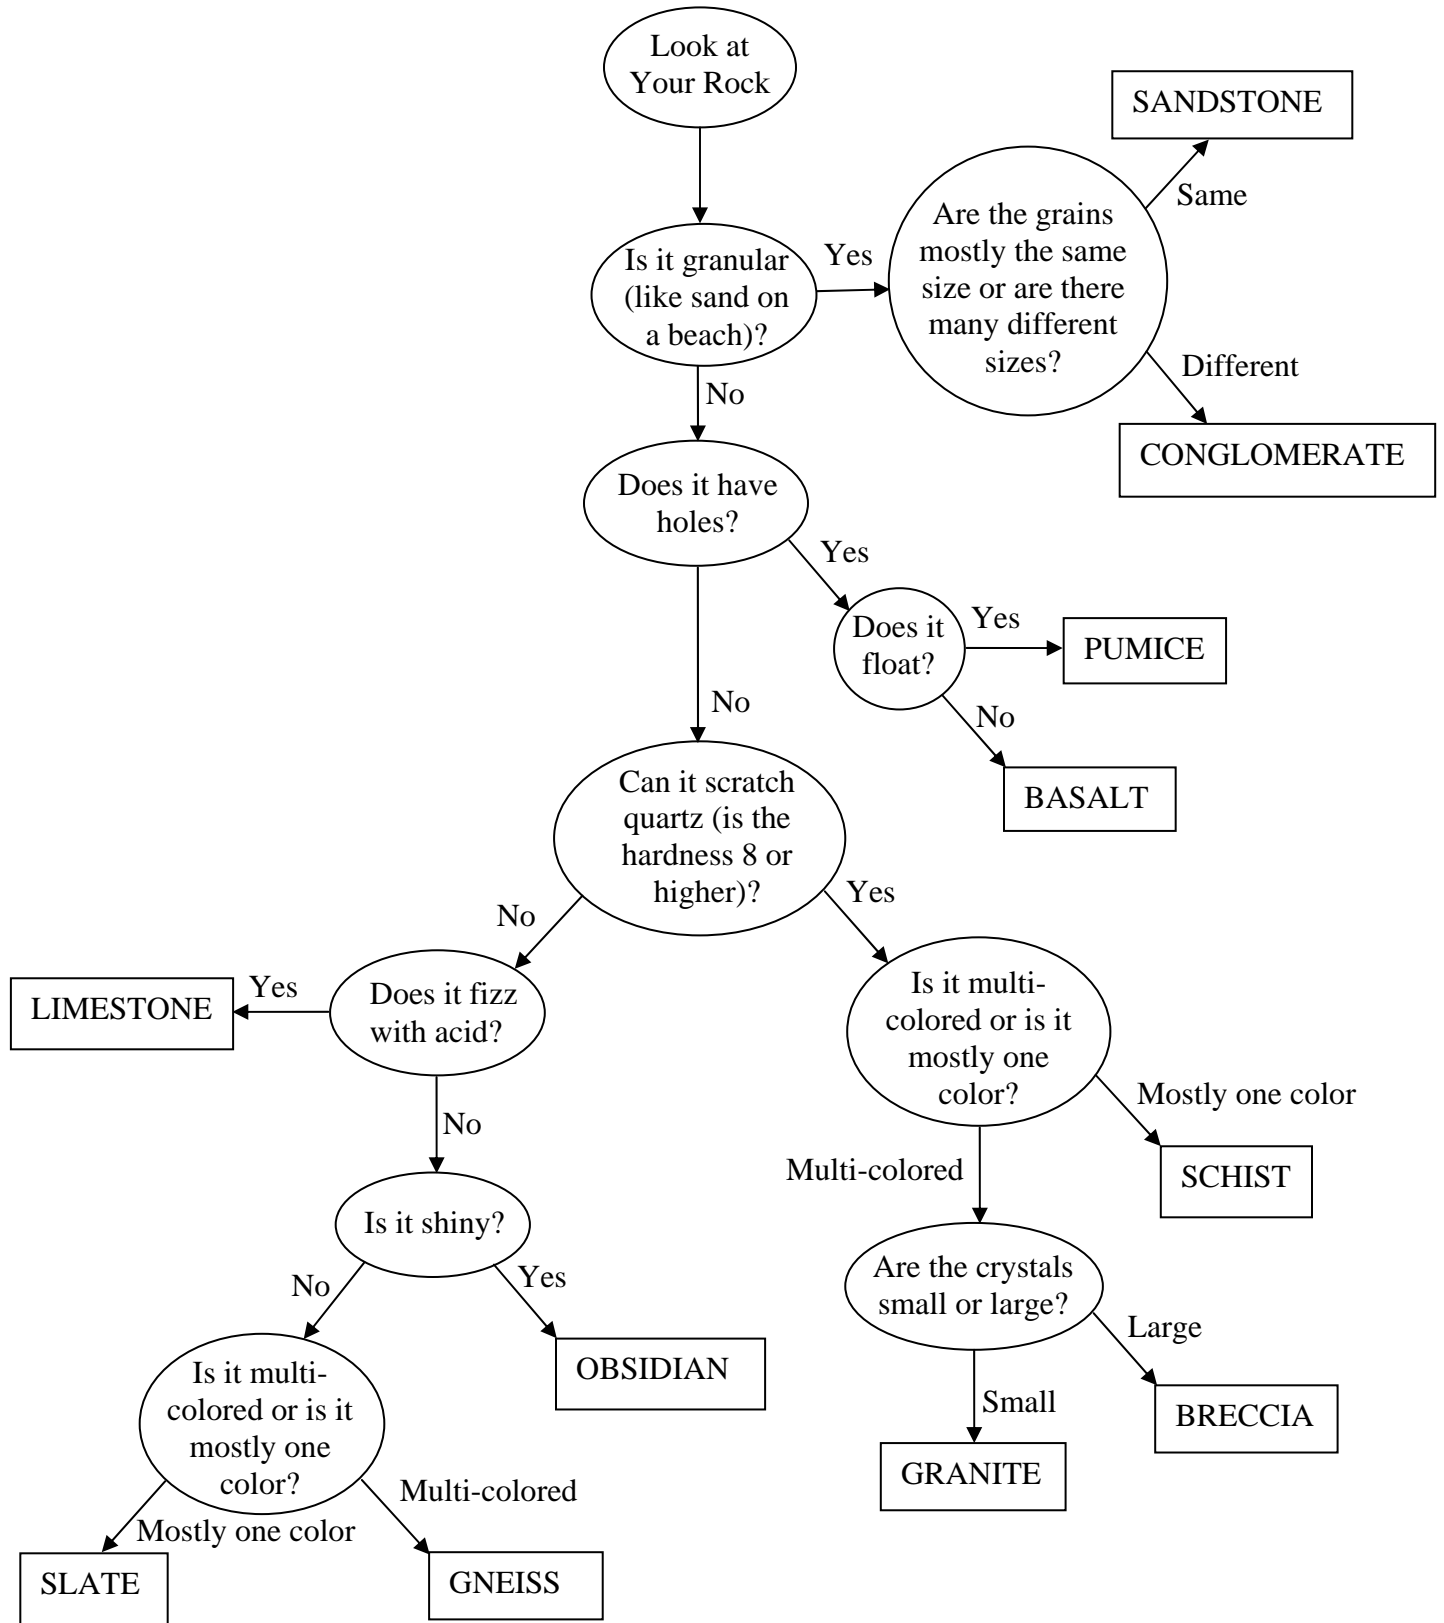 Look at
Your Rock
SANDSTONE
Same
Are the grains
mostly the same
size or are there
many different
sizes?
Yes
Is it granular
(like sand on
a beach)?
Different
No
CONGLOMERATE
Does it have
holes?
Yes
Does it
float?
Yes
PUMICE
No
No
BASALT
Can it scratch
quartz (is the
hardness 8 or
higher)?
No
Yes
Yes
LIMESTONE
Does it fizz
with acid?
Is it multi-
colored or is it
mostly one
color?
Mostly one color
No
Multi-colored
SCHIST
Is it shiny?
Are the crystals
small or large?
No
Yes
Large
OBSIDIAN
Is it multi-
colored or is it
mostly one
color?
Small
BRECCIA
GRANITE
Multi-colored
Mostly one color
SLATE
GNEISS